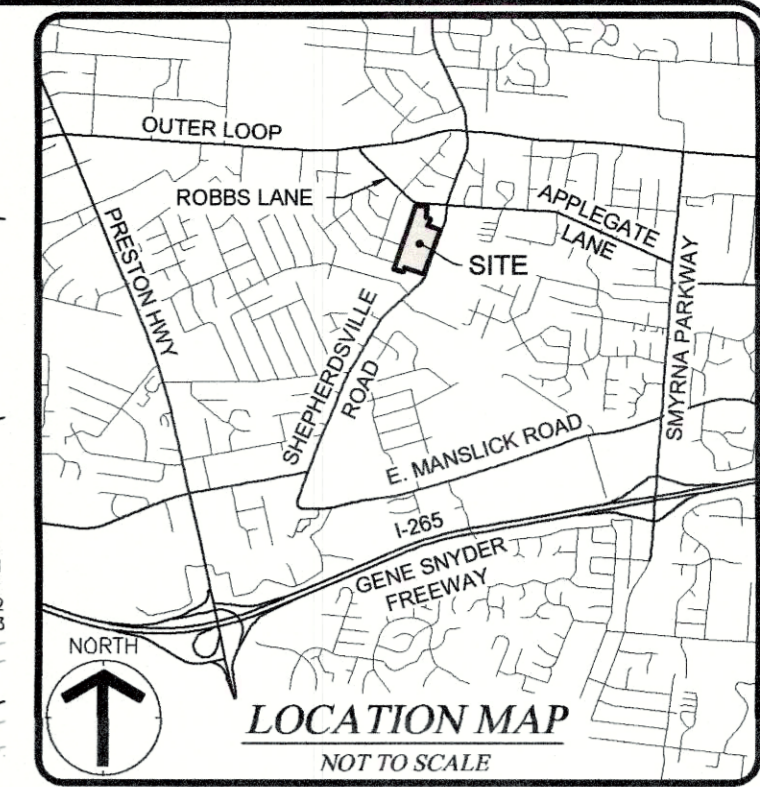 OUTER LOOP
ROBBS LANE
APPLEGATE
LANE
PRESTON HWY
SITE
SHEPHERDSVILLE
ROAD
SMYRNA PARKWAY
E. MANSLICK ROAD
I-265
GENE SNYDER
FREEWAY
NORTH
LOCATION MAP
NOT TO SCALE